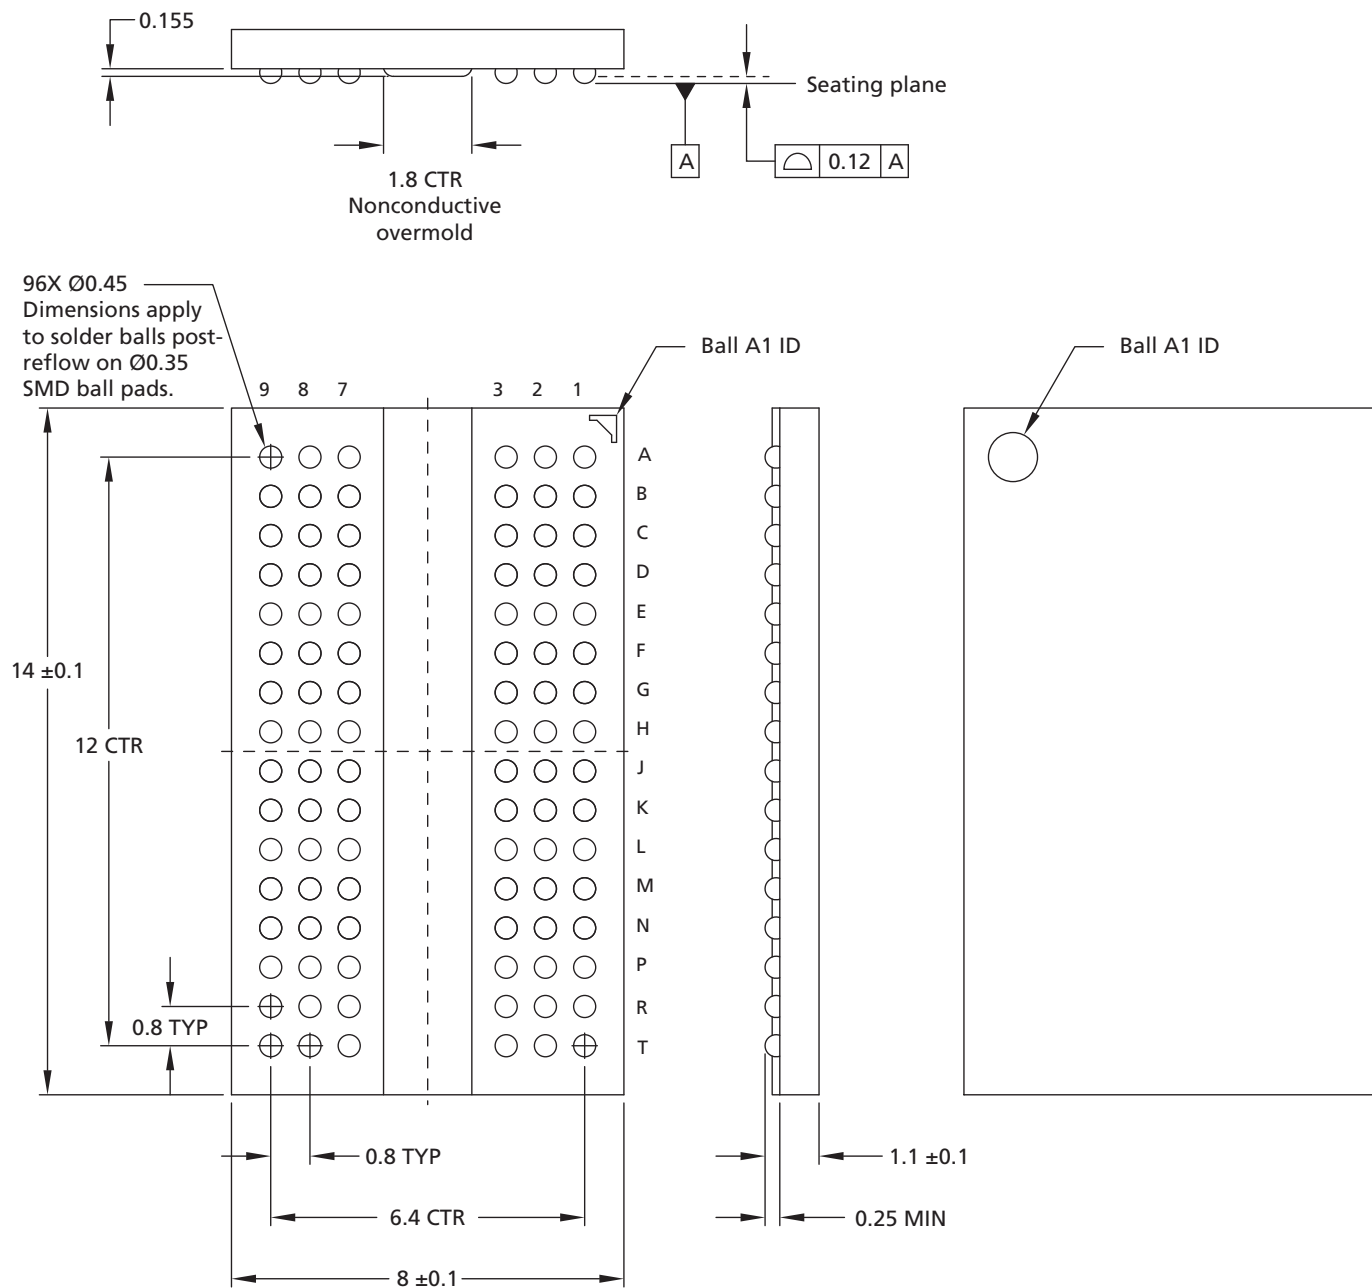 0.155
Seating plane
A
0.12 A
1.8 CTR
Nonconductive
overmold
96X Ø0.45
Dimensions apply
to solder balls post-
reflow on Ø0.35
SMD ball pads.
Ball A1 ID
Ball A1 ID
9 8 7 3 2 1
A
B
C
D
E
F
14 ±0.1
G
H
12 CTR
J
K
L
M
N
P
R
0.8 TYP
T
0.8 TYP
1.1 ±0.1
6.4 CTR
0.25 MIN
8 ±0.1